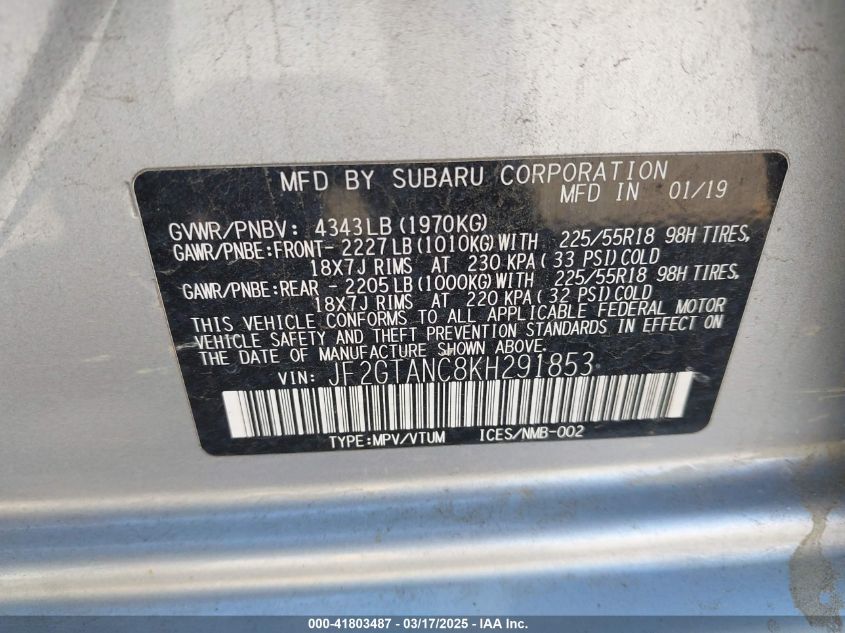 MFD BY SUBARU CORPORATION
MFD IN 01/19
GVWR/PNBV: 4343LB(1970KG)
GAWR/PNBE:FRONT- 2227LB(1010KG)WITH 225/55R18 98H TIRES,
18X7J RIMS AT 230 KPA( 33 PSI)COLD
GAWR/PNBE:REAR - 2205LB(1000KG)WITH 225/55R18 98H TIRES,
18X7J RIMS AT 220 KPA( 32 PSI)COLD
THIS VEHICLE CONFORMS TO ALL APPLICABLE FEDERAL MOTOR
VEHICLE SAFETY AND THEFT PREVENTION STANDARDS IN EFFECT ON
THE DATE OF MANUFACTURE SHOWN ABOVE.
VIN: JF2GTANC8KH291853
TYPE:MPV/VTUM ICES/NMB-002
000-41803487 - 03/17/2025 - © IAA Inc.